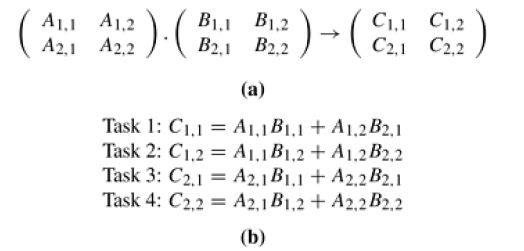 ( A1,1 A1,2 ) . ( B1,1 B1,2 ) → ( C1,1 C1,2 )
( A2,1 A2,2 ) ( B2,1 B2,2 ) ( C2,1 C2,2 )
(a)
Task 1: C1,1 = A1,1B1,1 + A1,2B2,1
Task 2: C1,2 = A1,1B1,2 + A1,2B2,2
Task 3: C2,1 = A2,1B1,1 + A2,2B2,1
Task 4: C2,2 = A2,1B1,2 + A2,2B2,2
(b)